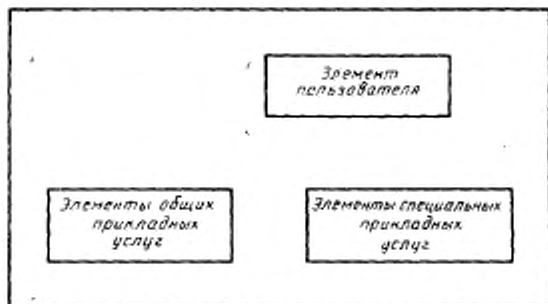 Элемент
пользователя
Элементы общих
прикладных
услуг
Элементы специальных
прикладных
услуг